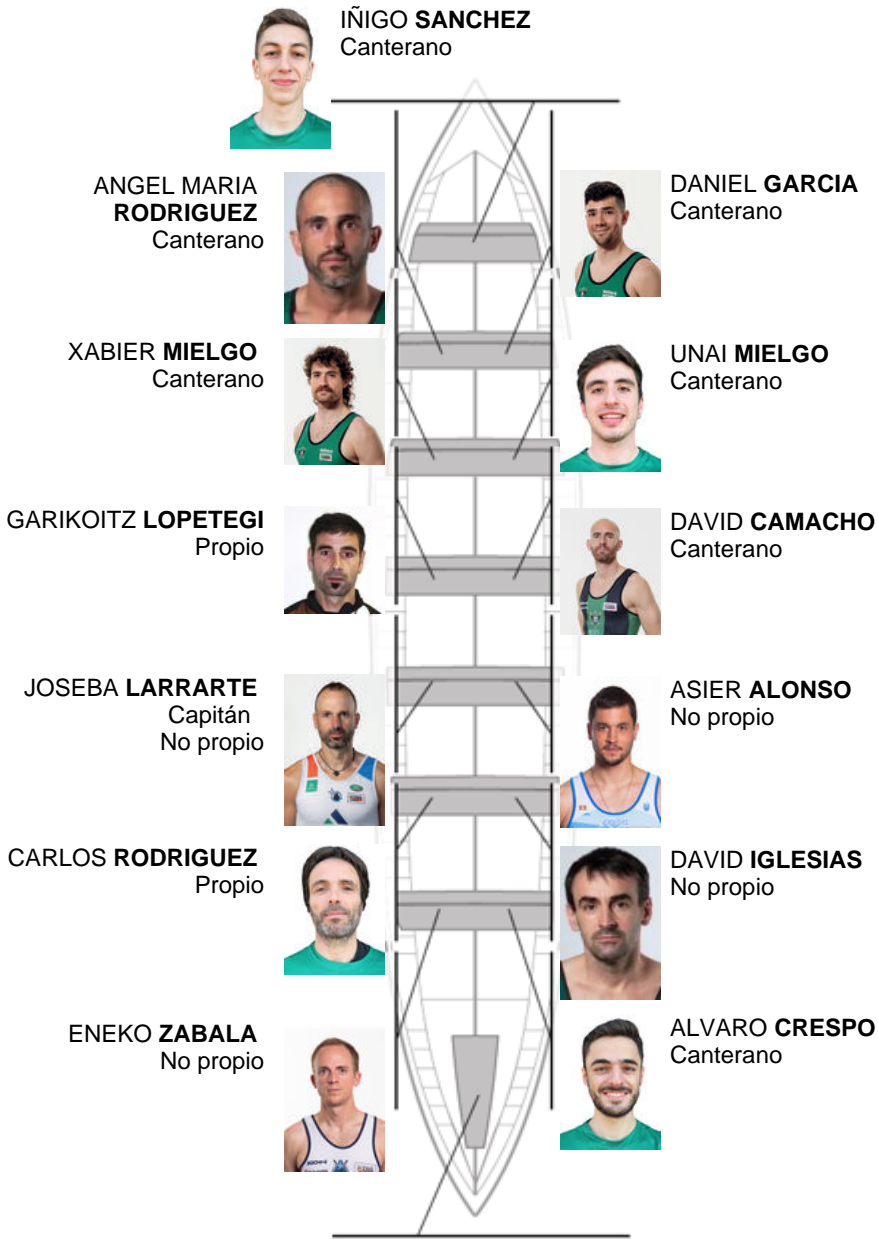 IÑIGO SANCHEZ
Canterano
ANGEL MARIA
RODRIGUEZ
Canterano
DANIEL GARCIA
Canterano
XABIER MIELGO
Canterano
UNAI MIELGO
Canterano
GARIKOITZ LOPETEGI
Propio
DAVID CAMACHO
Canterano
JOSEBA LARRARTE
Capitán
No propio
ASIER ALONSO
No propio
CARLOS RODRIGUEZ
Propio
DAVID IGLESIAS
No propio
ENEKO ZABALA
No propio
ALVARO CRESPO
Canterano